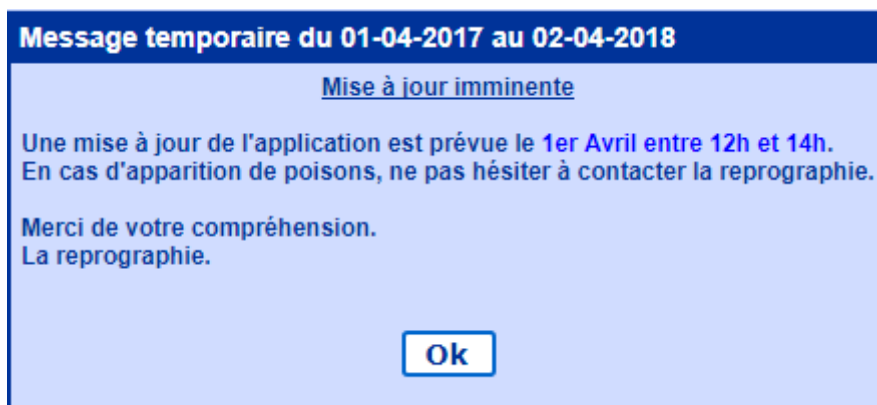 Message temporaire du 01-04-2017 au 02-04-2018
Mise à jour imminente
Une mise à jour de l'application est prévue le 1er Avril entre 12h et 14h.
En cas d'apparition de poisons, ne pas hésiter à contacter la reprographie.
Merci de votre compréhension.
La reprographie.
Ok